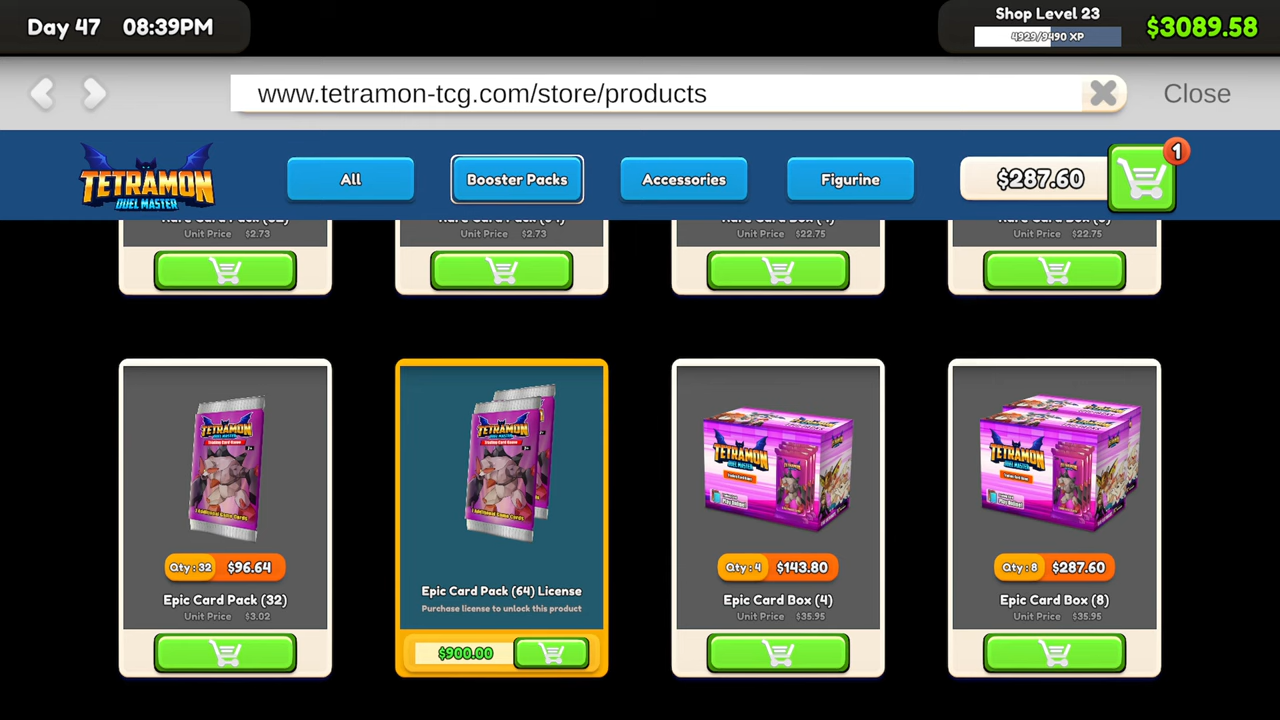 Day 47 08:39PM
Shop Level 23
4929/9490 XP
$3089.58
www.tetramon-tcg.com/store/products
Close
TETRAMON
DUEL MASTER
All
Booster Packs
Accessories
Figurine
$287.60
1
Unit Price $2.73
Unit Price $2.73
Unit Price $22.75
Unit Price $22.75
TETRAMON
TETRAMON
TETRAMON
TETRAMON
Qty: 32 $96.64
Epic Card Pack (32)
Unit Price $3.02
Epic Card Pack (64) License
Purchase license to unlock this product
$900.00
Qty: 4 $143.80
Epic Card Box (4)
Unit Price $35.95
Qty: 8 $287.60
Epic Card Box (8)
Unit Price $35.95